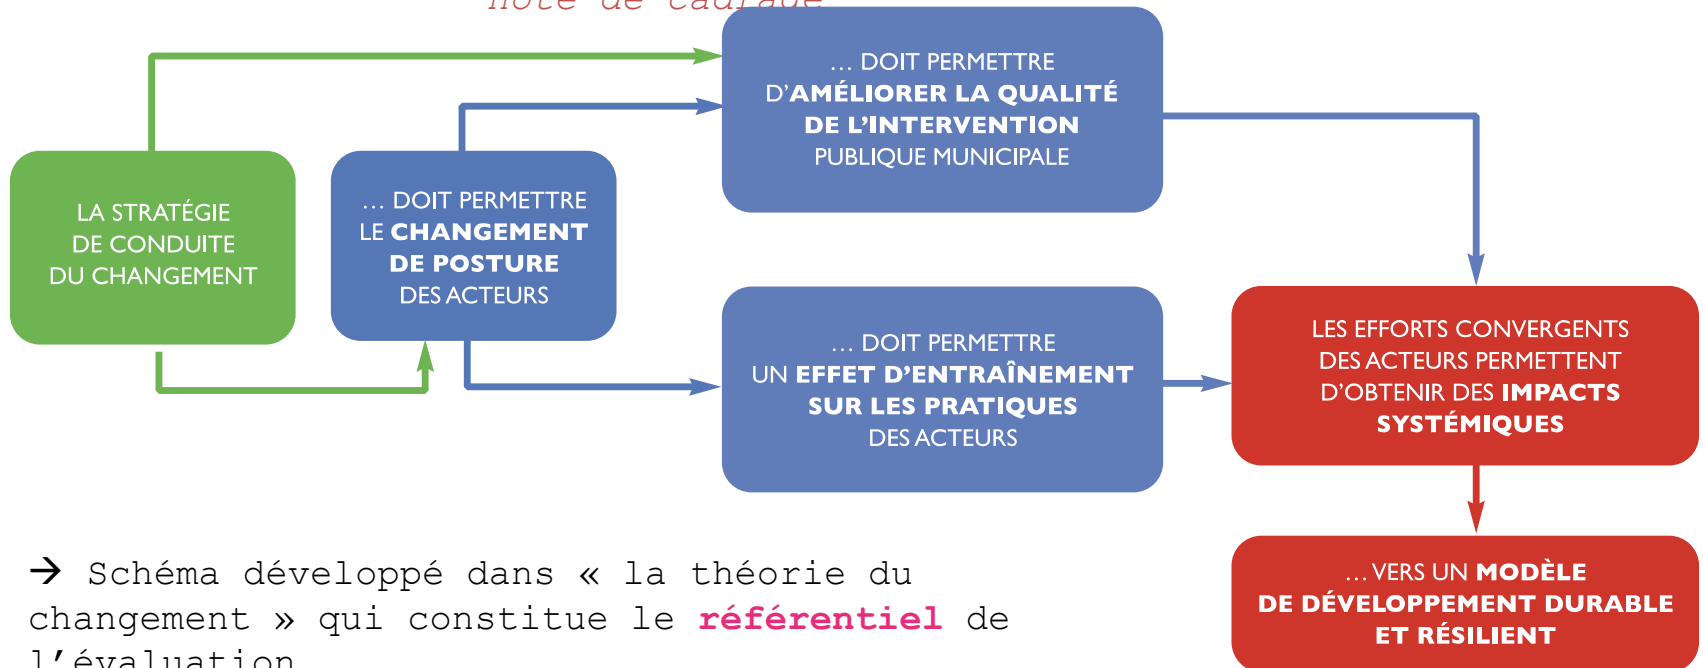 note de cadrage
… DOIT PERMETTRE
D’AMÉLIORER LA QUALITÉ
DE L’INTERVENTION
PUBLIQUE MUNICIPALE
LA STRATÉGIE
DE CONDUITE
DU CHANGEMENT
… DOIT PERMETTRE
LE CHANGEMENT
DE POSTURE
DES ACTEURS
… DOIT PERMETTRE
UN EFFET D’ENTRAÎNEMENT
SUR LES PRATIQUES
DES ACTEURS
LES EFFORTS CONVERGENTS
DES ACTEURS PERMETTENT
D’OBTENIR DES IMPACTS
SYSTÉMIQUES
… VERS UN MODÈLE
DE DÉVELOPPEMENT DURABLE
ET RÉSILIENT
→ Schéma développé dans « la théorie du
changement » qui constitue le référentiel de
l’évaluation